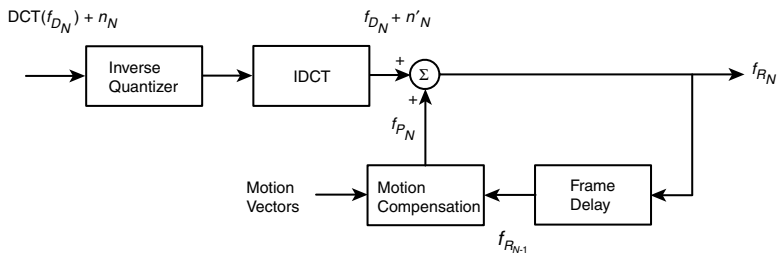 DCT(f_{D_N}) + n_N
f_{D_N} + n'_N
Inverse
Quantizer
IDCT
+
Σ
+
f_{R_N}
f_{P_N}
Motion
Vectors
Motion
Compensation
Frame
Delay
f_{R_{N-1}}